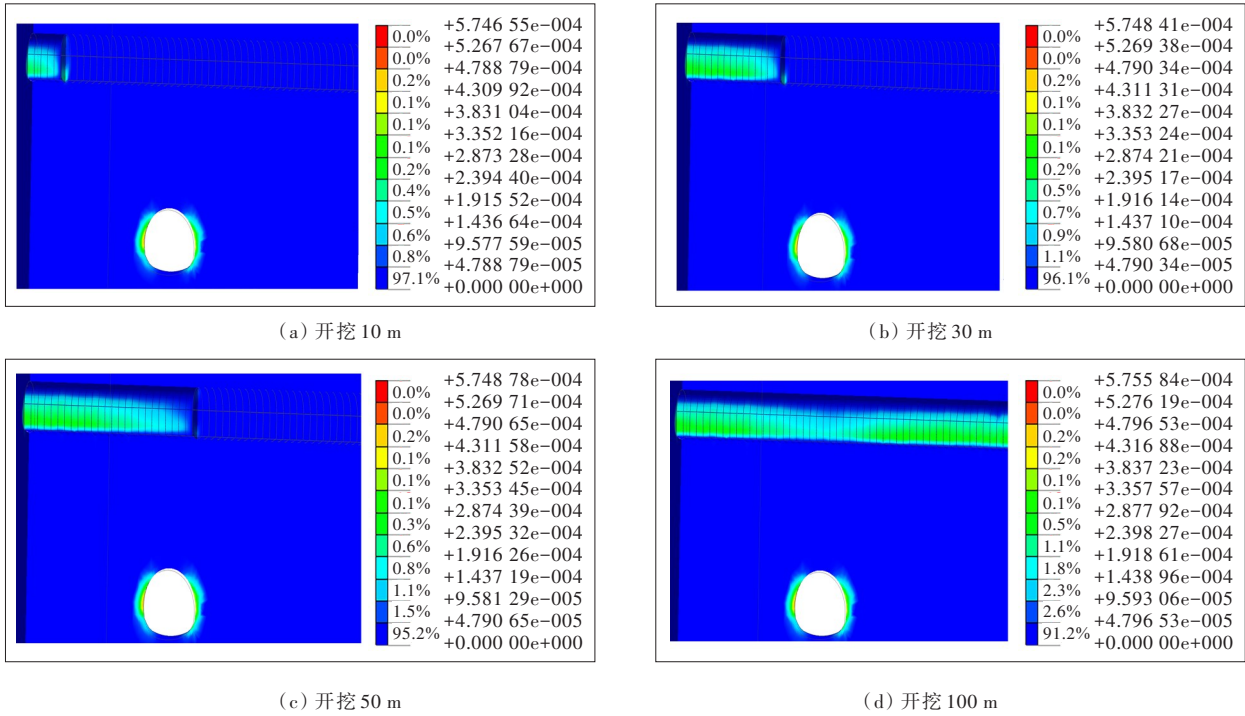 +5.746 55e-004
0.0%
+5.267 67e-004
0.0%
+4.788 79e-004
0.2%
+4.309 92e-004
0.1%
+3.831 04e-004
0.1%
+3.352 16e-004
0.1%
+2.873 28e-004
0.2%
+2.394 40e-004
0.4%
+1.915 52e-004
0.5%
+1.436 64e-004
0.6%
+9.577 59e-005
0.8%
+4.788 79e-005
97.1%
+0.000 00e+000
(a) 开挖 10 m
+5.748 41e-004
0.0%
+5.269 38e-004
0.0%
+4.790 34e-004
0.2%
+4.311 31e-004
0.1%
+3.832 27e-004
0.1%
+3.353 24e-004
0.1%
+2.874 21e-004
0.2%
+2.395 17e-004
0.5%
+1.916 14e-004
0.7%
+1.437 10e-004
0.9%
+9.580 68e-005
1.1%
+4.790 34e-005
96.1%
+0.000 00e+000
(b) 开挖 30 m
+5.748 78e-004
0.0%
+5.269 71e-004
0.0%
+4.790 65e-004
0.2%
+4.311 58e-004
0.1%
+3.832 52e-004
0.1%
+3.353 45e-004
0.1%
+2.874 39e-004
0.3%
+2.395 32e-004
0.6%
+1.916 26e-004
0.8%
+1.437 19e-004
1.1%
+9.581 29e-005
1.5%
+4.790 65e-005
95.2%
+0.000 00e+000
(c) 开挖 50 m
+5.755 84e-004
0.0%
+5.276 19e-004
0.0%
+4.796 53e-004
0.2%
+4.316 88e-004
0.2%
+3.837 23e-004
0.1%
+3.357 57e-004
0.1%
+2.877 92e-004
0.5%
+2.398 27e-004
1.1%
+1.918 61e-004
1.8%
+1.438 96e-004
2.3%
+9.593 06e-005
2.6%
+4.796 53e-005
91.2%
+0.000 00e+000
(d) 开挖 100 m